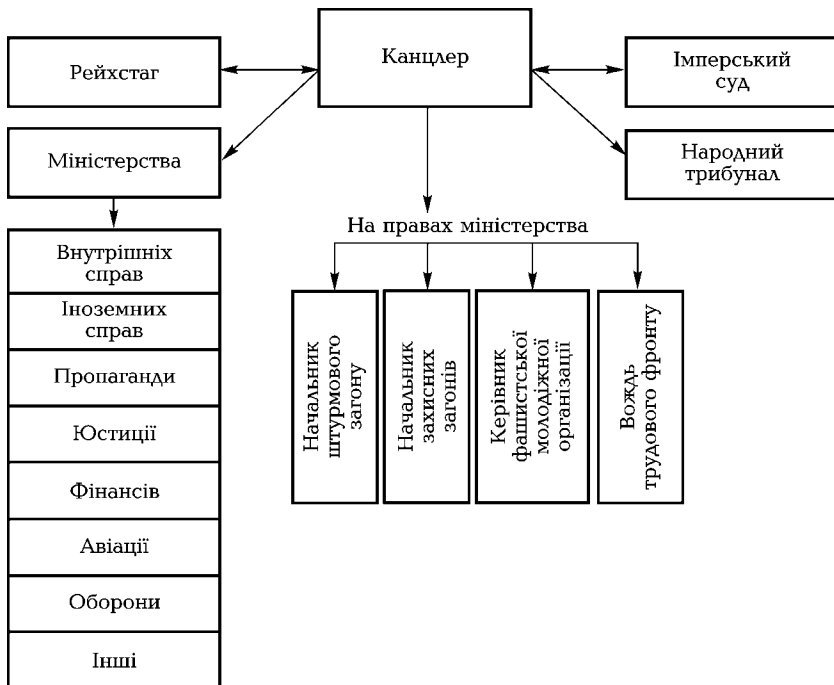 Рейхстаг
Канцлер
Імперський
суд
Міністерства
Народний
трибунал
На правах міністерства
Внутрішніх
справ
Іноземних
справ
Пропаганди
Юстиції
Фінансів
Авіації
Оборони
Інші
Начальник
штурмового
загону
Начальник
захисних
загонів
Керівник
фашистської
молодіжної
організації
Вождь
трудового фронту